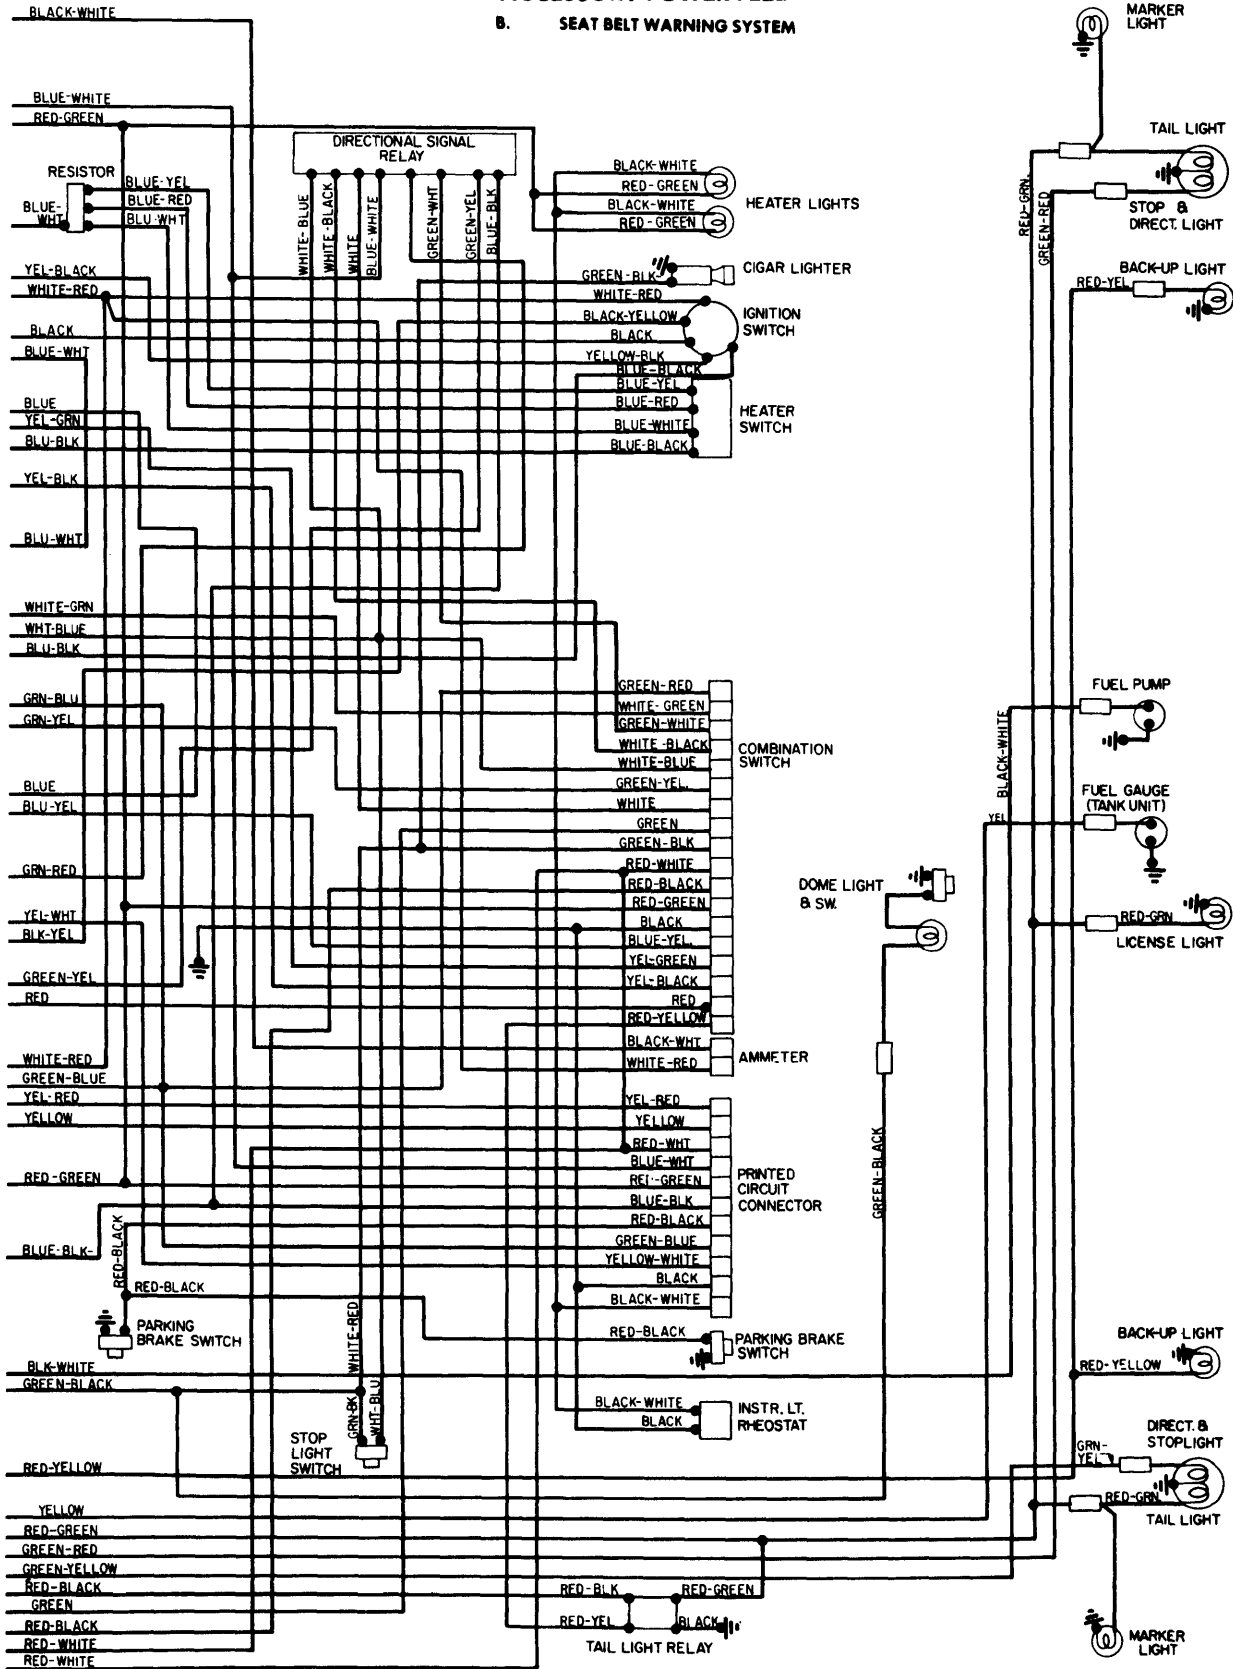 B. SEAT BELT WARNING SYSTEM
BLACK-WHITE
MARKER
LIGHT
BLUE-WHITE
RED-GREEN
DIRECTIONAL SIGNAL
RELAY
TAIL LIGHT
RESISTOR
BLUE-YEL
BLUE-RED
BLU-WHT
BLUE-
WHT
WHITE-BLUE
WHITE-BLACK
WHITE
BLUE-WHITE
GREEN-WHT
GREEN-YEL
BLUE-BLK
BLACK-WHITE
RED-GREEN
BLACK-WHITE
RED-GREEN
HEATER LIGHTS
RED-GRN.
GREEN-RED
STOP &
DIRECT. LIGHT
YEL-BLACK
WHITE-RED
GREEN-BLK
CIGAR LIGHTER
BACK-UP LIGHT
RED-YEL
WHITE-RED
BLACK-YELLOW
BLACK
YELLOW-BLK
IGNITION
SWITCH
BLACK
BLUE-WHT
BLUE-BLACK
BLUE-YEL
BLUE-RED
BLUE-WHITE
BLUE-BLACK
HEATER
SWITCH
BLUE
YEL-GRN
BLU-BLK
YEL-BLK
BLU-WHT
WHITE-GRN
WHT-BLUE
BLU-BLK
GRN-BLU
GRN-YEL
BLUE
BLU-YEL
GRN-RED
YEL-WHT
BLK-YEL
GREEN-YEL
RED
GREEN-RED
WHITE-GREEN
GREEN-WHITE
WHITE-BLACK
WHITE-BLUE
GREEN-YEL.
WHITE
GREEN
GREEN-BLK
RED-WHITE
RED-BLACK
RED-GREEN
BLACK
BLUE-YEL.
YEL-GREEN
YEL-BLACK
RED
RED-YELLOW
COMBINATION
SWITCH
BLACK-WHITE
FUEL PUMP
FUEL GAUGE
(TANK UNIT)
YEL
DOME LIGHT
& SW.
RED-GRN
LICENSE LIGHT
BLACK-WHT
WHITE-RED
AMMETER
WHITE-RED
GREEN-BLUE
YEL-RED
YELLOW
RED-GREEN
BLUE-BLK-
YEL-RED
YELLOW
RED-WHT
BLUE-WHT
RED-GREEN
BLUE-BLK
RED-BLACK
GREEN-BLUE
YELLOW-WHITE
BLACK
BLACK-WHITE
PRINTED
CIRCUIT
CONNECTOR
GREEN-BLACK
RED-BLACK
RED-BLACK
PARKING
BRAKE SWITCH
WHITE-RED
RED-BLACK
PARKING BRAKE
SWITCH
BACK-UP LIGHT
RED-YELLOW
BLK-WHITE
GREEN-BLACK
GRN-BK
WHT-BLU
STOP
LIGHT
SWITCH
BLACK-WHITE
BLACK
INSTR. LT.
RHEOSTAT
DIRECT. &
STOPLIGHT
GRN-
YEL
RED-GRN.
TAIL LIGHT
RED-YELLOW
YELLOW
RED-GREEN
GREEN-RED
GREEN-YELLOW
RED-BLACK
GREEN
RED-BLACK
RED-WHITE
RED-WHITE
RED-BLK
RED-GREEN
RED-YEL
BLACK
TAIL LIGHT RELAY
MARKER
LIGHT